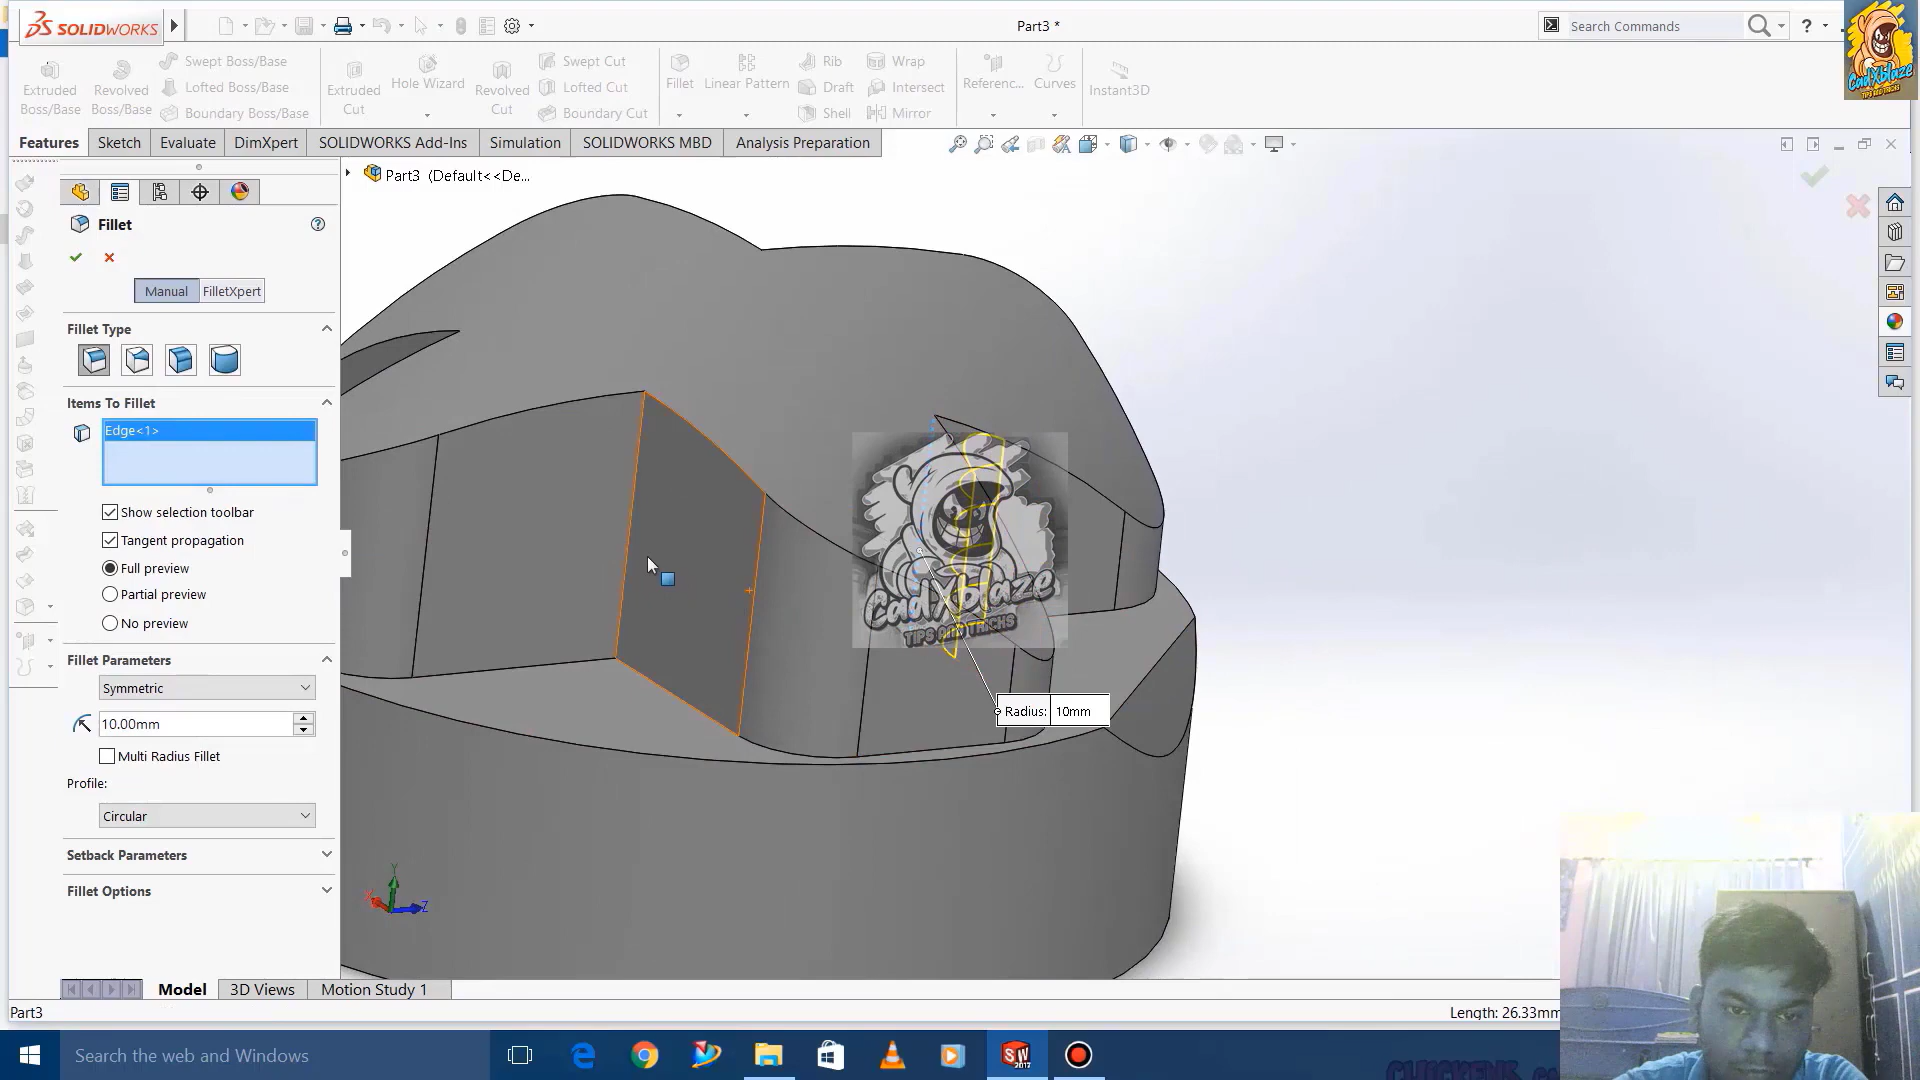 SOLIDWORKS
Part3 *
Search Commands
Extruded Boss/Base
Revolved Boss/Base
Swept Boss/Base
Lofted Boss/Base
Boundary Boss/Base
Extruded Cut
Hole Wizard
Revolved Cut
Swept Cut
Lofted Cut
Boundary Cut
Fillet
Linear Pattern
Rib
Draft
Shell
Wrap
Intersect
Mirror
Referenc...
Curves
Instant3D
CadXblaze
TIPS AND TRICKS
Features
Sketch
Evaluate
DimXpert
SOLIDWORKS Add-Ins
Simulation
SOLIDWORKS MBD
Analysis Preparation
Part3 (Default<<De...
Fillet
Manual
FilletXpert
Fillet Type
Items To Fillet
Edge<1>
Show selection toolbar
Tangent propagation
Full preview
Partial preview
No preview
Fillet Parameters
Symmetric
10.00mm
Multi Radius Fillet
Profile:
Circular
Setback Parameters
Fillet Options
CadXblaze
TIPS AND TRICKS
Radius: 10mm
Y
Z
Model
3D Views
Motion Study 1
Part3
Length: 26.33mm
Search the web and Windows
SW
2017